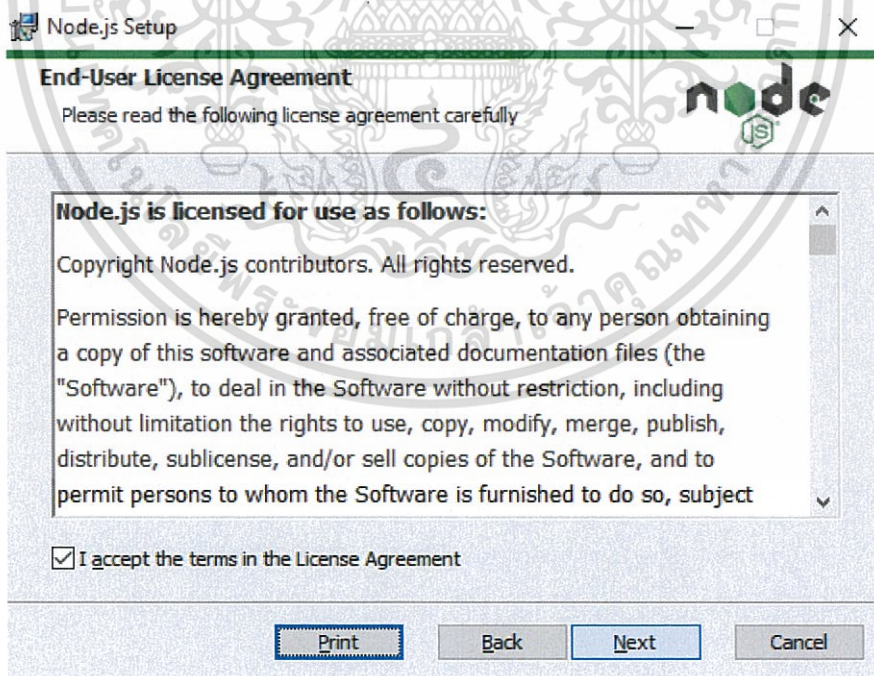 Node.js Setup
End-User License Agreement
Please read the following license agreement carefully
node
JS
Node.js is licensed for use as follows:
Copyright Node.js contributors. All rights reserved.
Permission is hereby granted, free of charge, to any person obtaining
a copy of this software and associated documentation files (the
"Software"), to deal in the Software without restriction, including
without limitation the rights to use, copy, modify, merge, publish,
distribute, sublicense, and/or sell copies of the Software, and to
permit persons to whom the Software is furnished to do so, subject
I accept the terms in the License Agreement
Print
Back
Next
Cancel